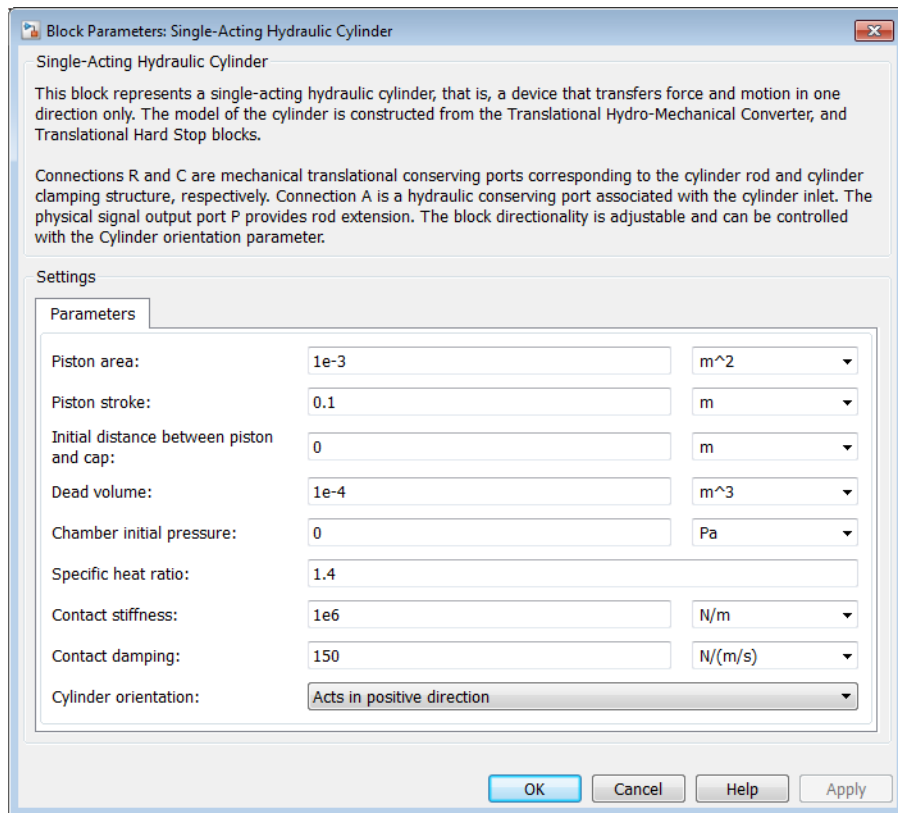 Block Parameters: Single-Acting Hydraulic Cylinder
Single-Acting Hydraulic Cylinder
This block represents a single-acting hydraulic cylinder, that is, a device that transfers force and motion in one
direction only. The model of the cylinder is constructed from the Translational Hydro-Mechanical Converter, and
Translational Hard Stop blocks.
Connections R and C are mechanical translational conserving ports corresponding to the cylinder rod and cylinder
clamping structure, respectively. Connection A is a hydraulic conserving port associated with the cylinder inlet. The
physical signal output port P provides rod extension. The block directionality is adjustable and can be controlled
with the Cylinder orientation parameter.
Settings
Parameters
Piston area: 1e-3 m^2
Piston stroke: 0.1 m
Initial distance between piston
and cap: 0 m
Dead volume: 1e-4 m^3
Chamber initial pressure: 0 Pa
Specific heat ratio: 1.4
Contact stiffness: 1e6 N/m
Contact damping: 150 N/(m/s)
Cylinder orientation: Acts in positive direction
OK Cancel Help Apply